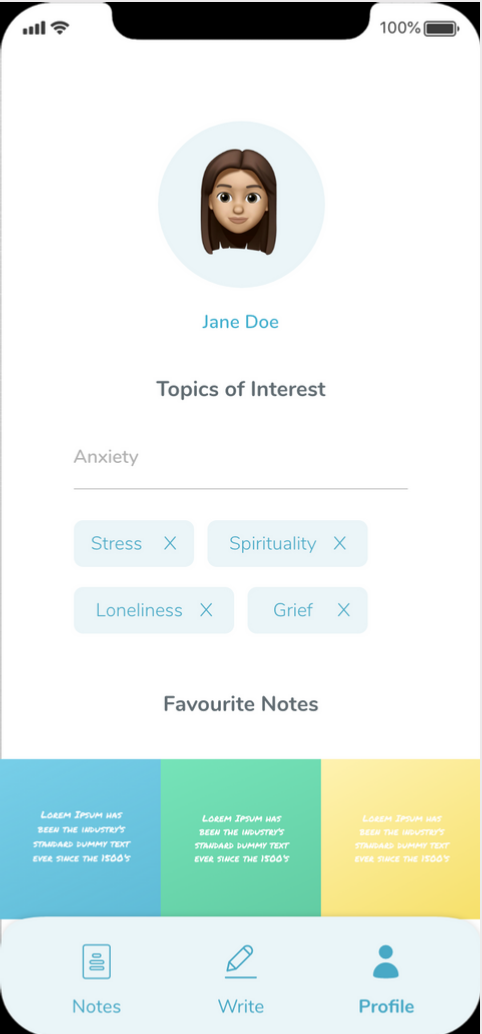 100%
Jane Doe
Topics of Interest
Anxiety
Stress X Spirituality X
Loneliness X Grief X
Favourite Notes
Lorem Ipsum has
been the industry's
standard dummy text
ever since the 1500's
Lorem Ipsum has
been the industry's
standard dummy text
ever since the 1500's
Lorem Ipsum has
been the industry's
standard dummy text
ever since the 1500's
Notes Write Profile